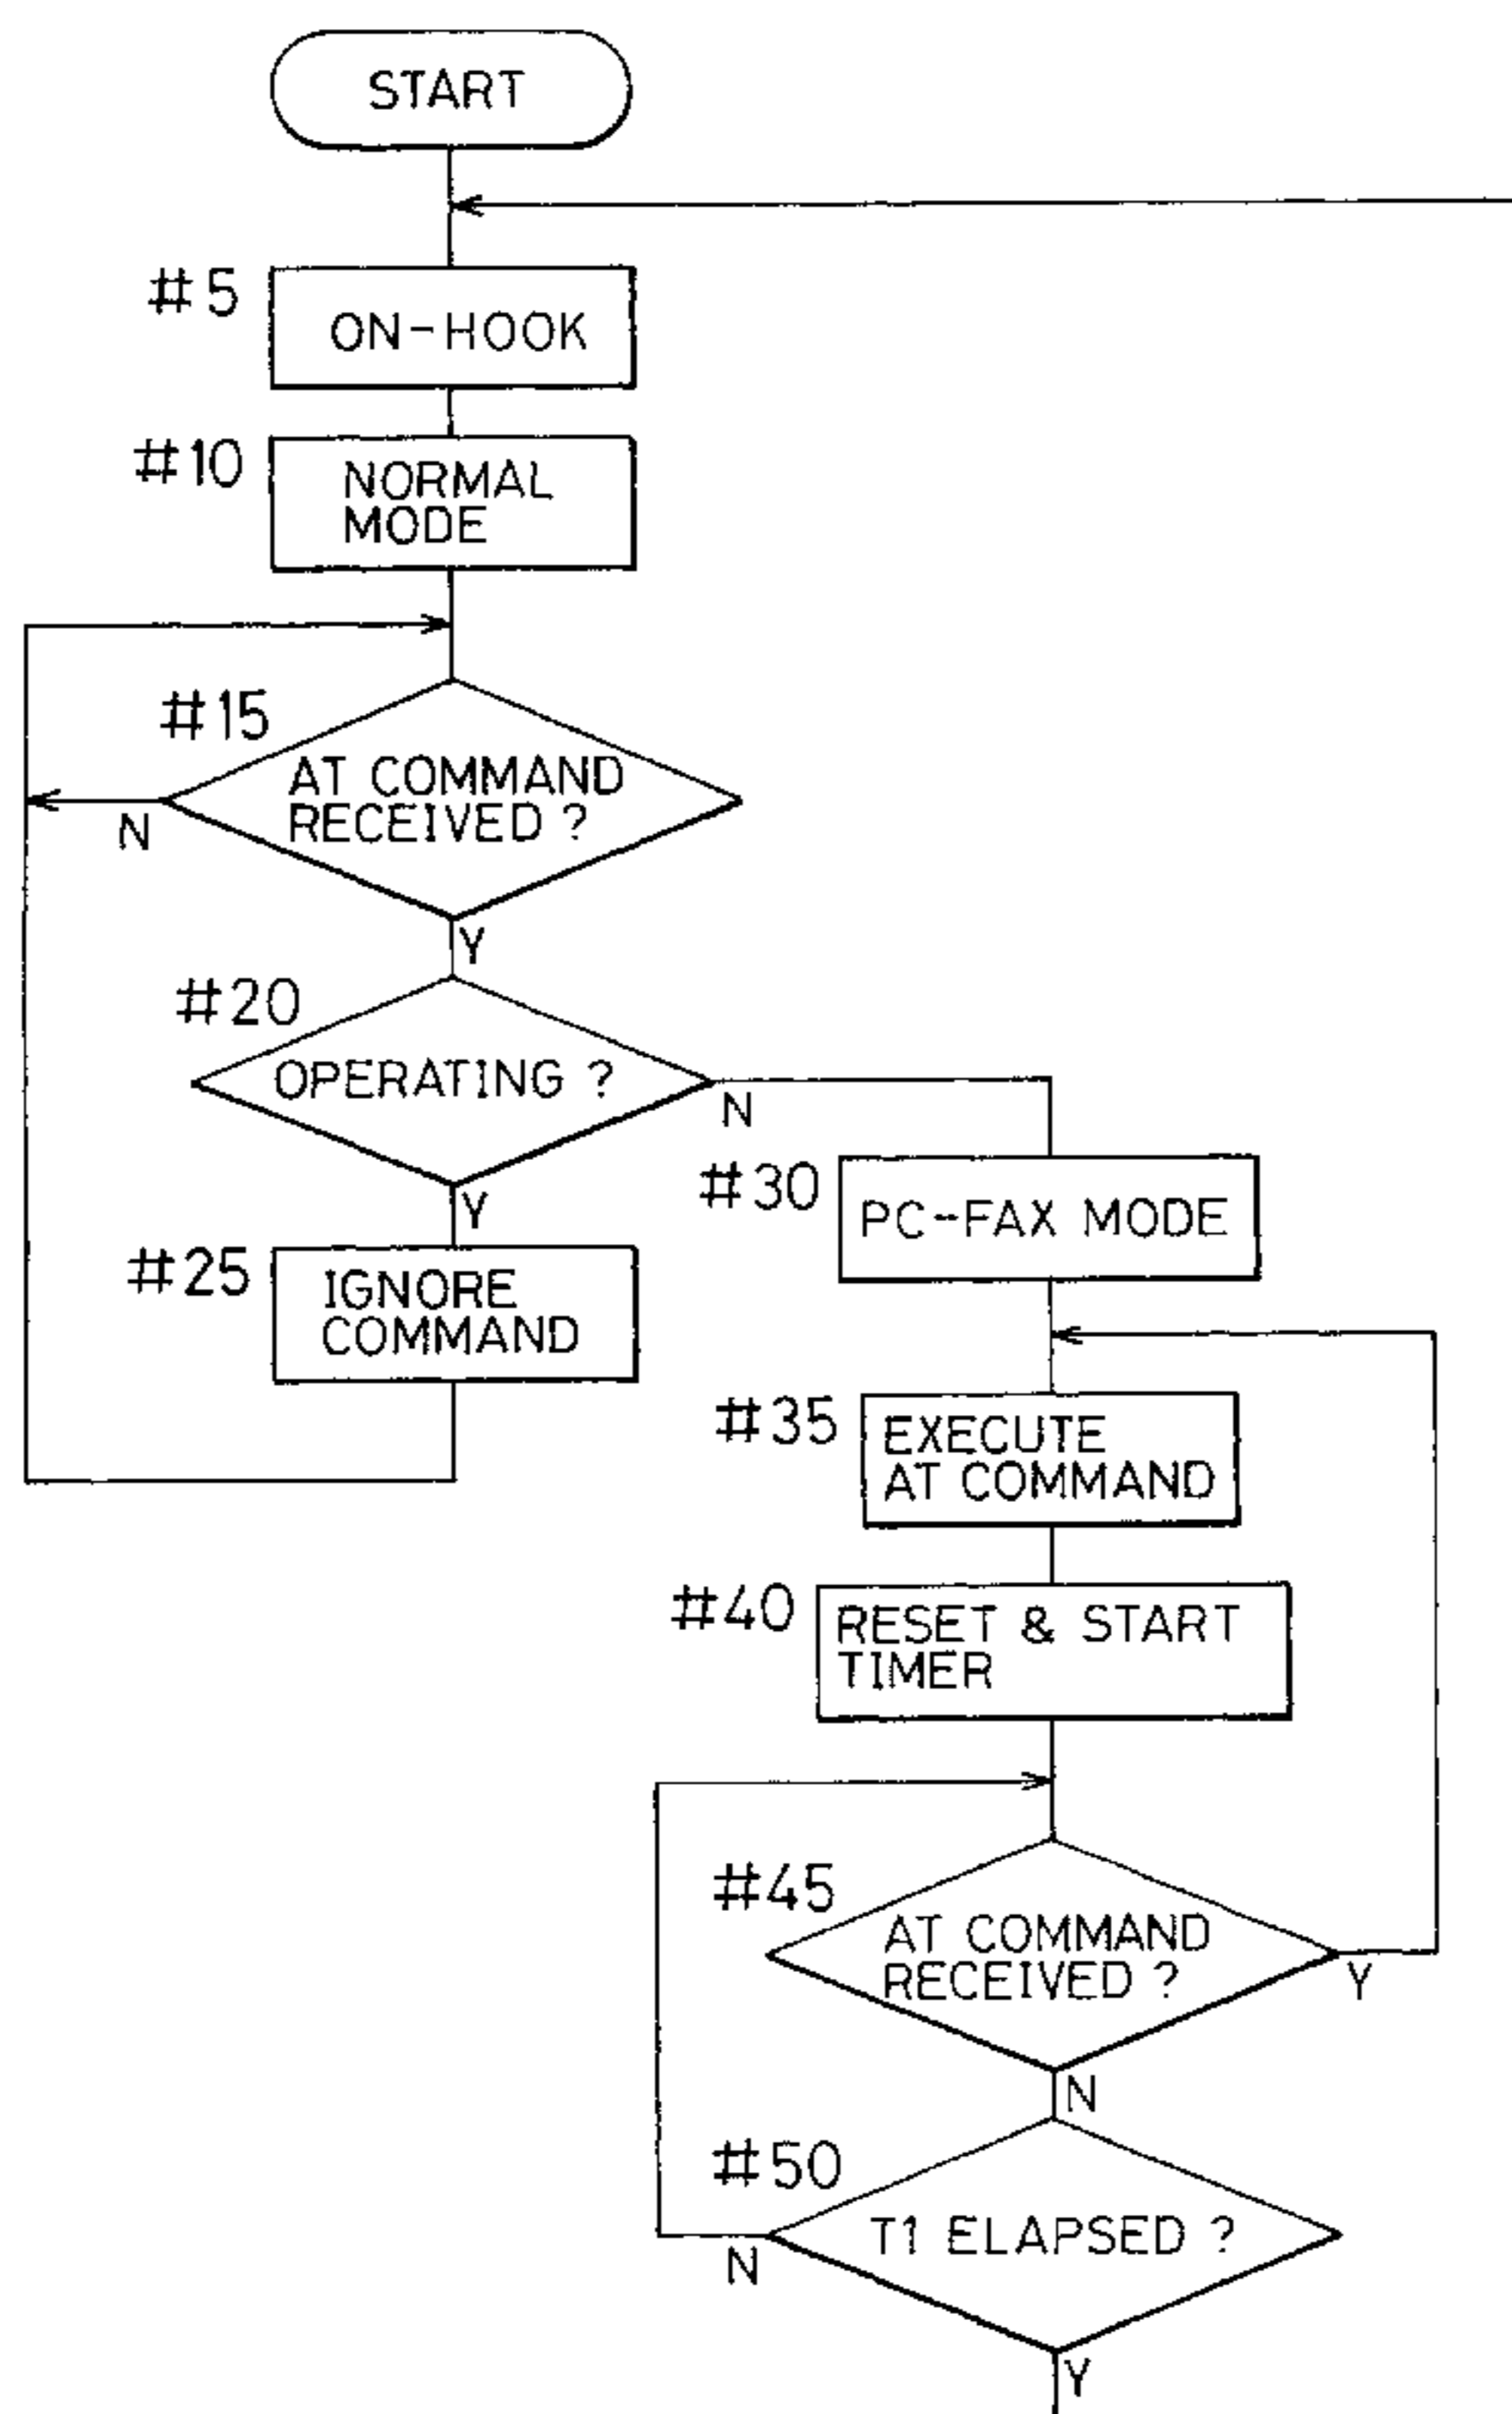 START
#5
ON-HOOK
#10
NORMAL
MODE
#15
AT COMMAND
RECEIVED ?
N
Y
#20
OPERATING ?
N
Y
#25
IGNORE
COMMAND
#30
PC-FAX MODE
#35
EXECUTE
AT COMMAND
#40
RESET & START
TIMER
#45
AT COMMAND
RECEIVED ?
Y
N
#50
T1 ELAPSED ?
N
Y